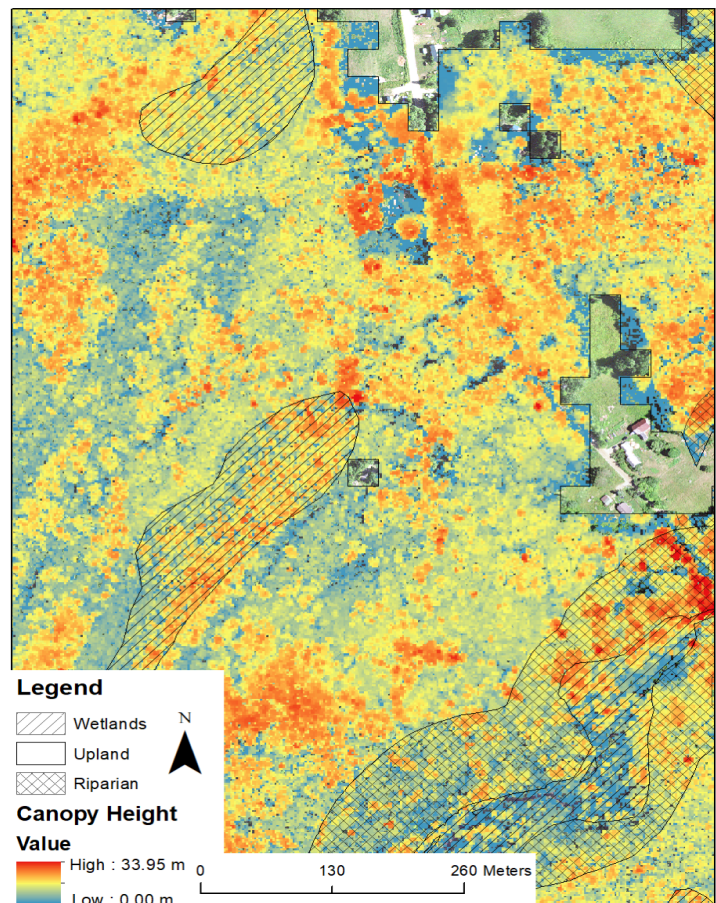 Legend
Wetlands
N
Upland
Riparian
Canopy Height
Value
High : 33.95 m
0 130 260 Meters
Low : 0.00 m